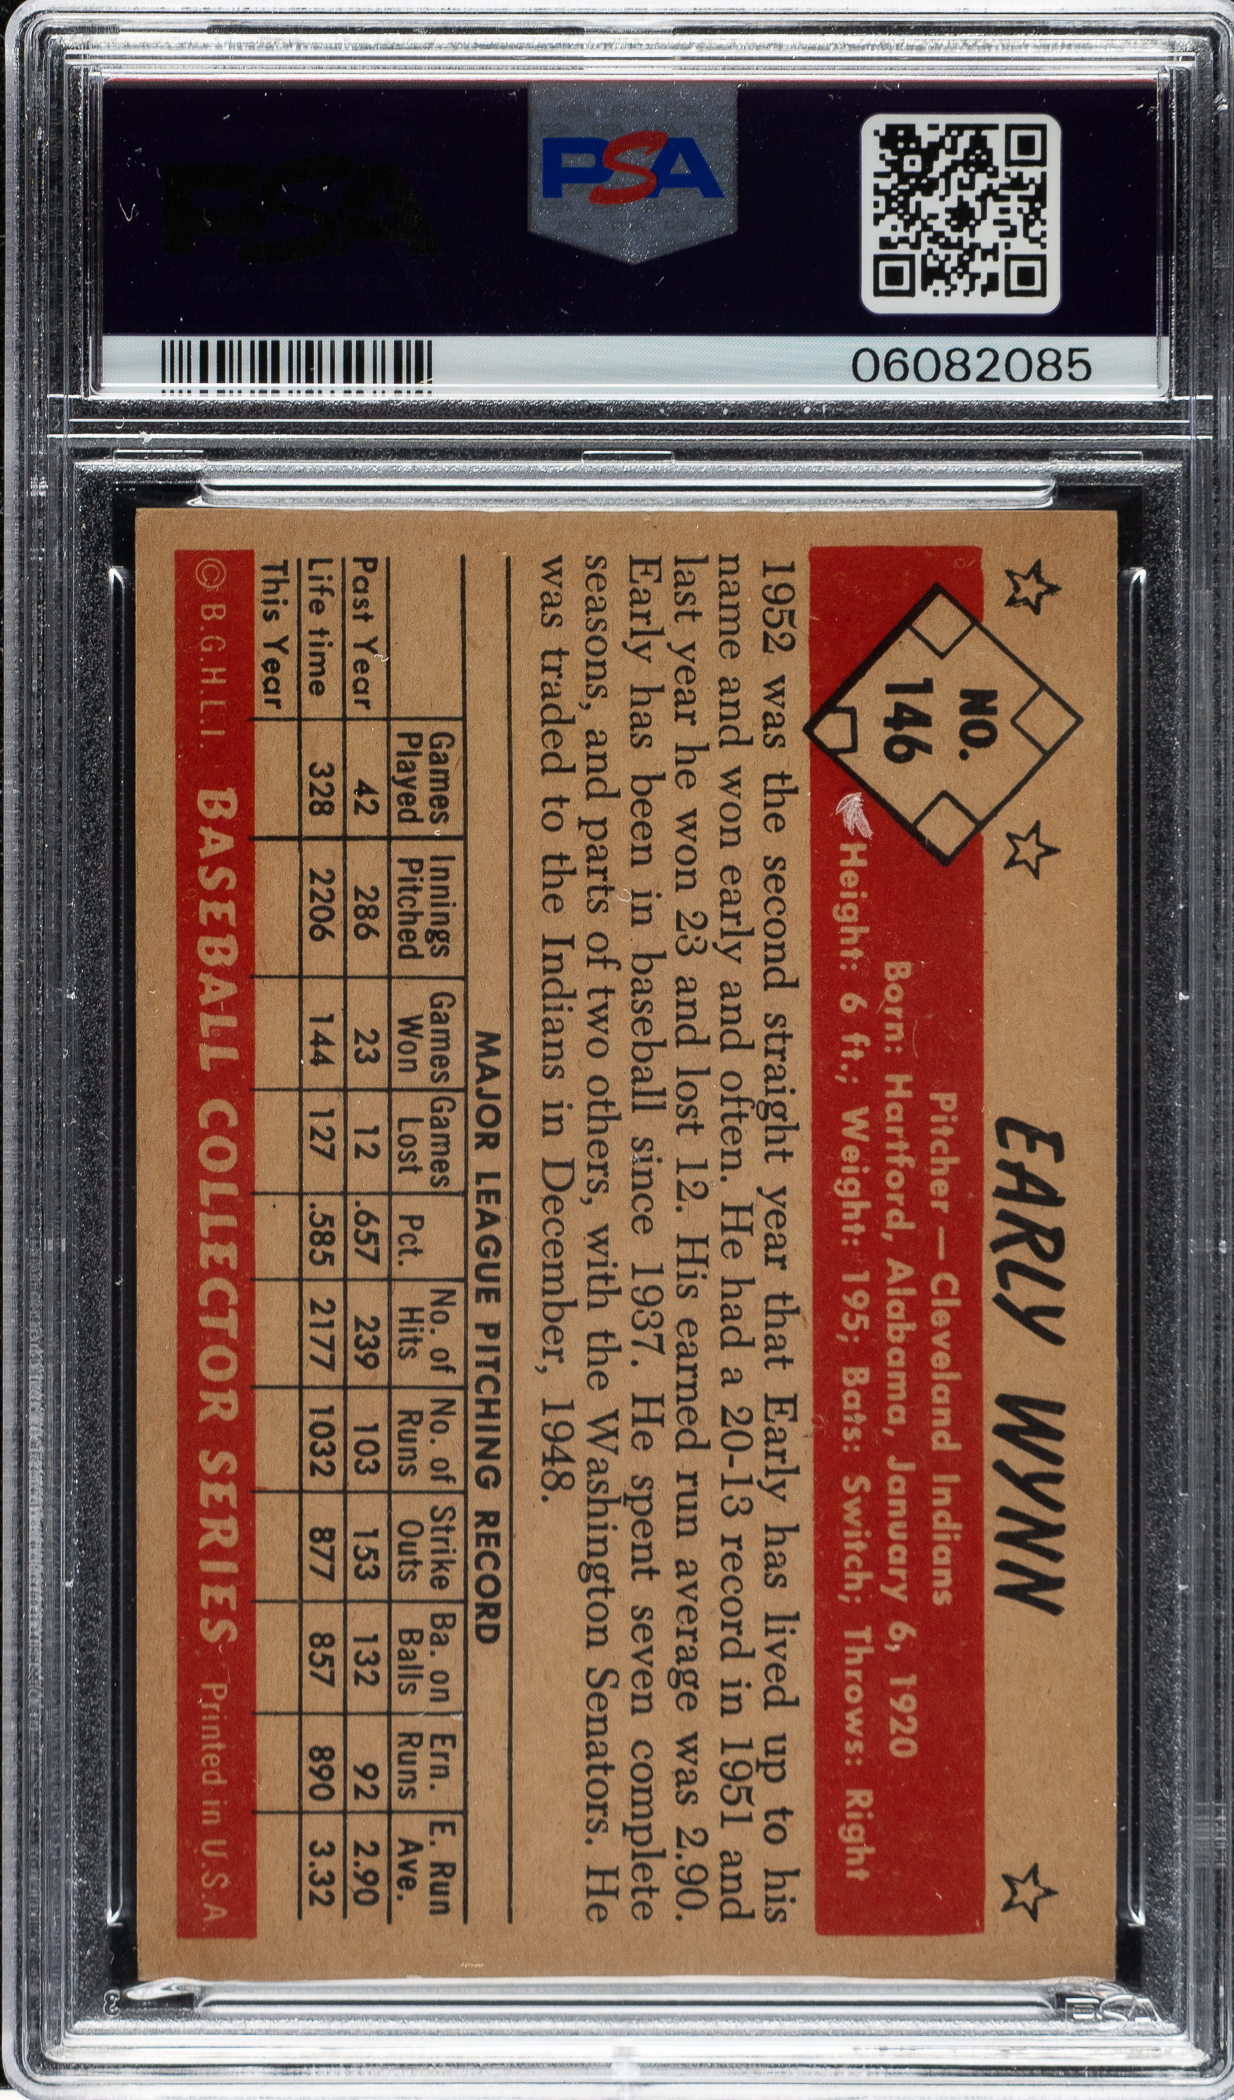 PSA
PSA
06082085
NO.
146
EARLY WYNN
Pitcher — Cleveland Indians
Born: Hartford, Alabama, January 6, 1920
Height: 6 ft.; Weight: 195; Bats: Switch; Throws: Right
1952 was the second straight year that Early has lived up to his
name and won early and often. He had a 20-13 record in 1951 and
last year he won 23 and lost 12. His earned run average was 2.90.
Early has been in baseball since 1937. He spent seven complete
seasons, and parts of two others, with the Washington Senators. He
was traded to the Indians in December, 1948.
MAJOR LEAGUE PITCHING RECORD
Games Innings Games Games No. of No. of Strike Ba. on Ern. E. Run
Played Pitched Won Lost Pct. Hits Runs Outs Balls Runs Ave.
Past Year 42 286 23 12 .657 239 103 153 132 92 2.90
Life time 328 2206 144 127 .585 2177 1032 877 857 890 3.32
This Year
© B.G.H.L.I. BASEBALL COLLECTOR SERIES Printed in U.S.A.
PSA